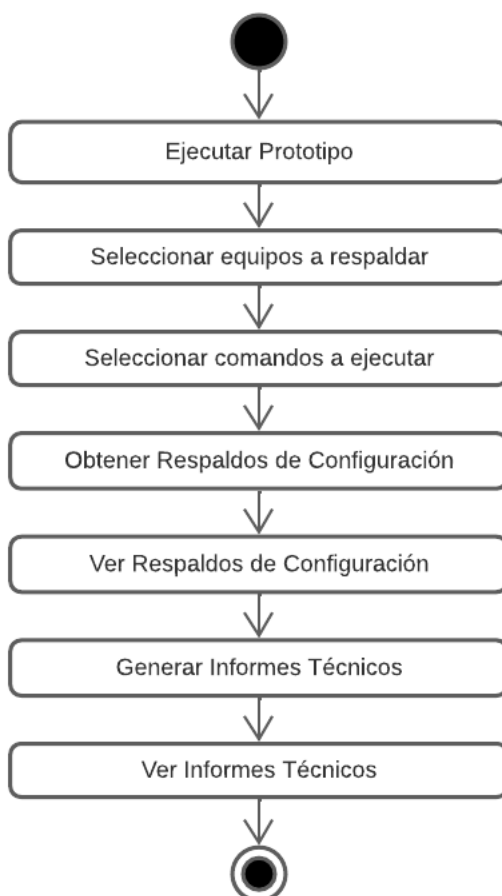 Ejecutar Prototipo
Seleccionar equipos a respaldar
Seleccionar comandos a ejecutar
Obtener Respaldos de Configuración
Ver Respaldos de Configuración
Generar Informes Técnicos
Ver Informes Técnicos